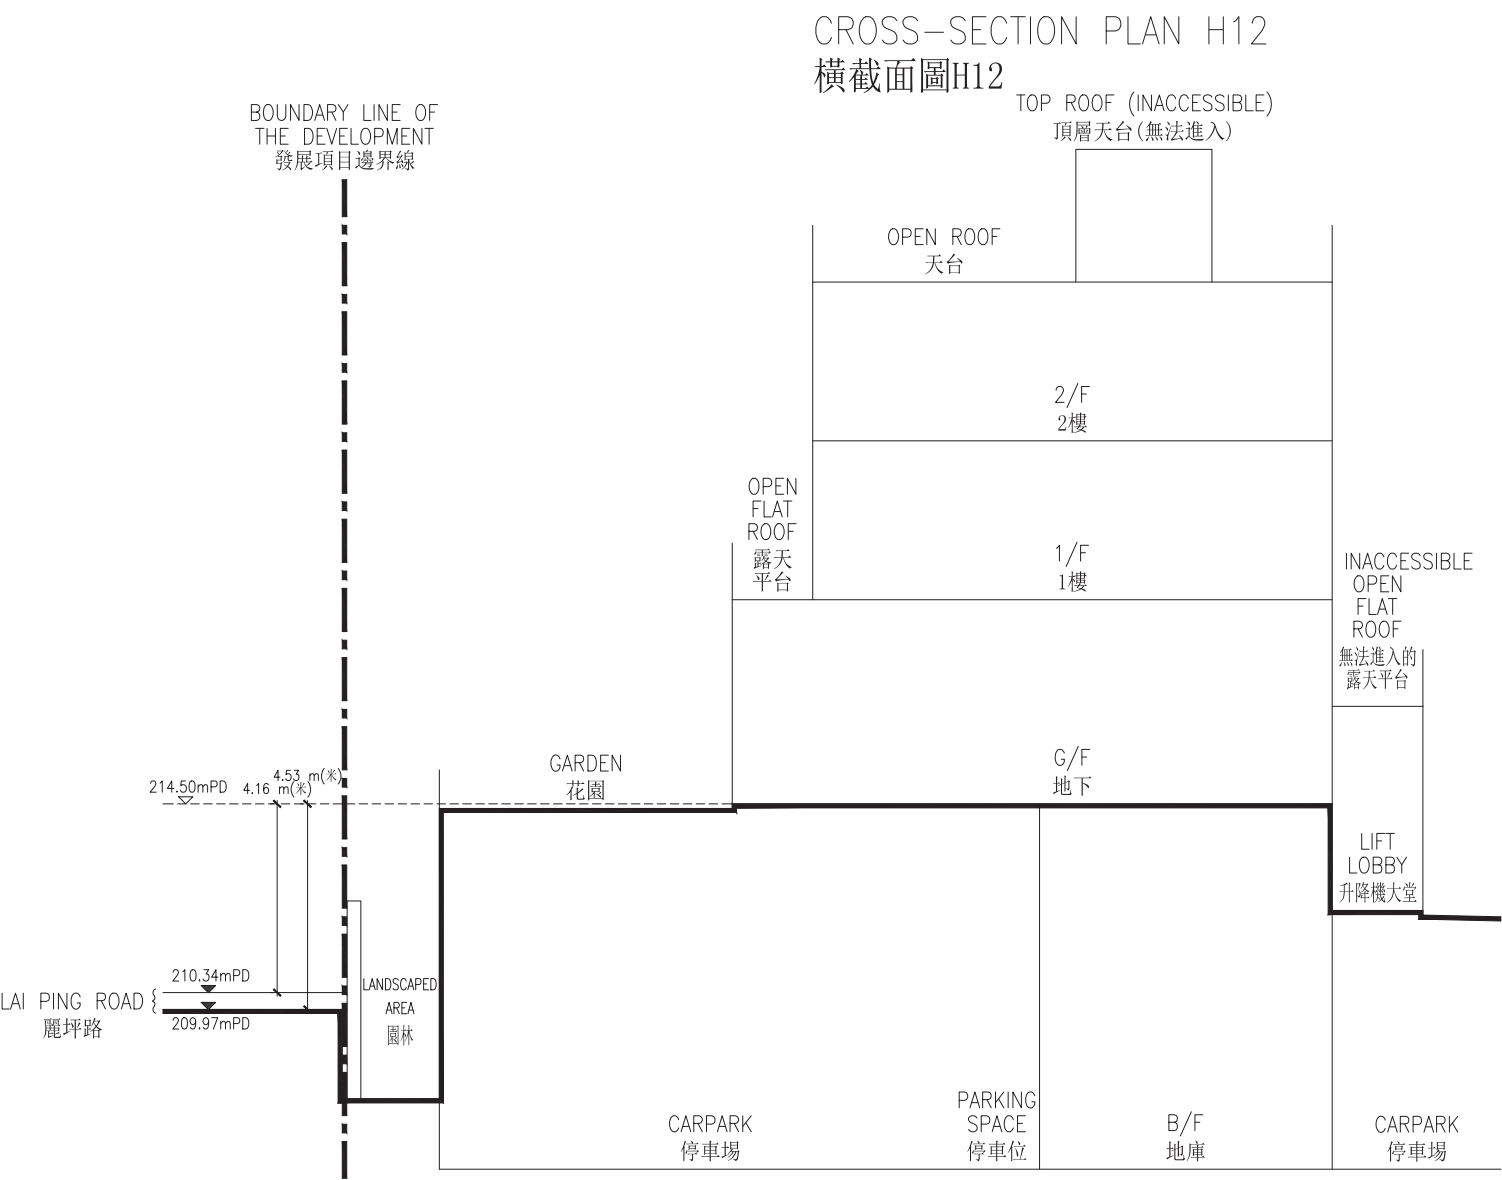 CROSS-SECTION PLAN H12
橫截面圖H12
BOUNDARY LINE OF
THE DEVELOPMENT
發展項目邊界線
TOP ROOF (INACCESSIBLE)
頂層天台(無法進入)
OPEN ROOF
天台
2/F
2樓
OPEN
FLAT
ROOF
露天
平台
1/F
1樓
INACCESSIBLE
OPEN
FLAT
ROOF
無法進入的
露天平台
GARDEN
花園
G/F
地下
214.50mPD
4.53 m(米)
4.16 m(米)
LIFT
LOBBY
升降機大堂
LANDSCAPED
AREA
園林
210.34mPD
LAI PING ROAD
麗坪路
209.97mPD
CARPARK
停車場
PARKING
SPACE
停車位
B/F
地庫
CARPARK
停車場